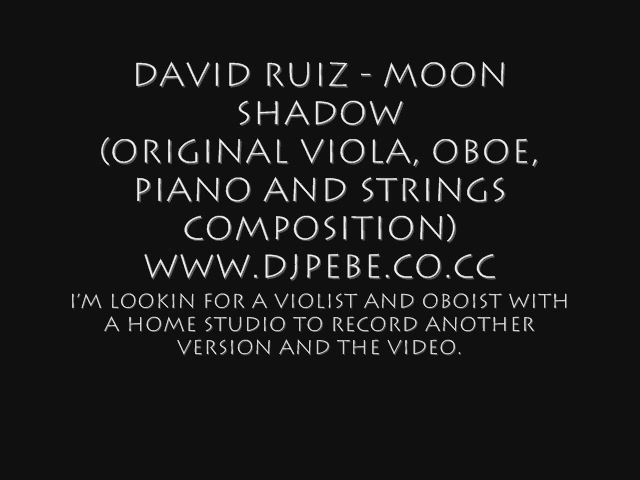 DAVID RUIZ - MOON
SHADOW
(ORIGINAL VIOLA, OBOE,
PIANO AND STRINGS
COMPOSITION)
WWW.DJPEBE.CO.CC
I'M LOOKIN FOR A VIOLIST AND OBOIST WITH
A HOME STUDIO TO RECORD ANOTHER
VERSION AND THE VIDEO.